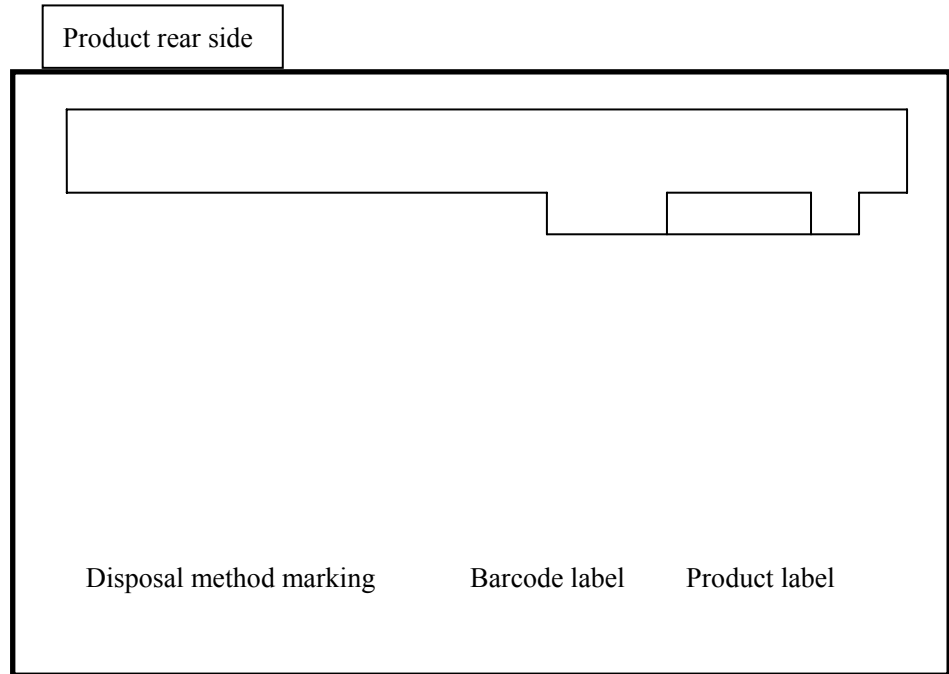 Product rear side
Disposal method marking Barcode label Product label